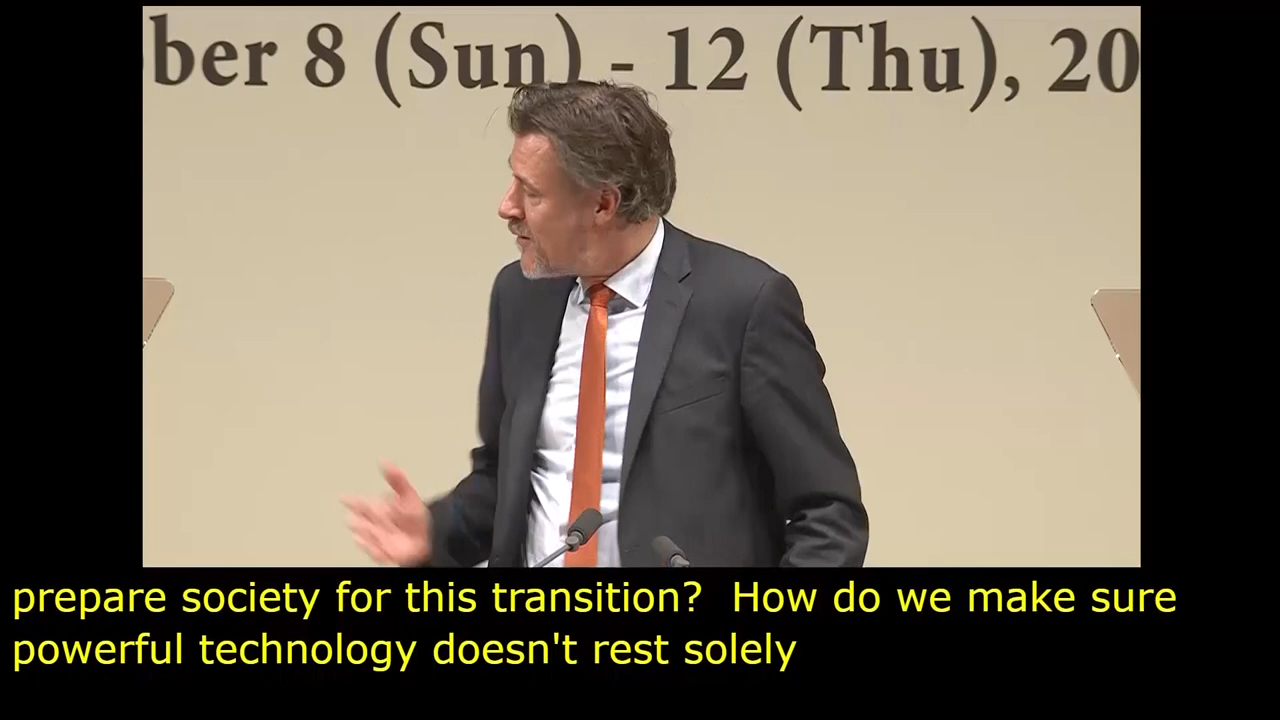 ber 8 (Sun) - 12 (Thu), 20
prepare society for this transition?  How do we make sure
powerful technology doesn't rest solely